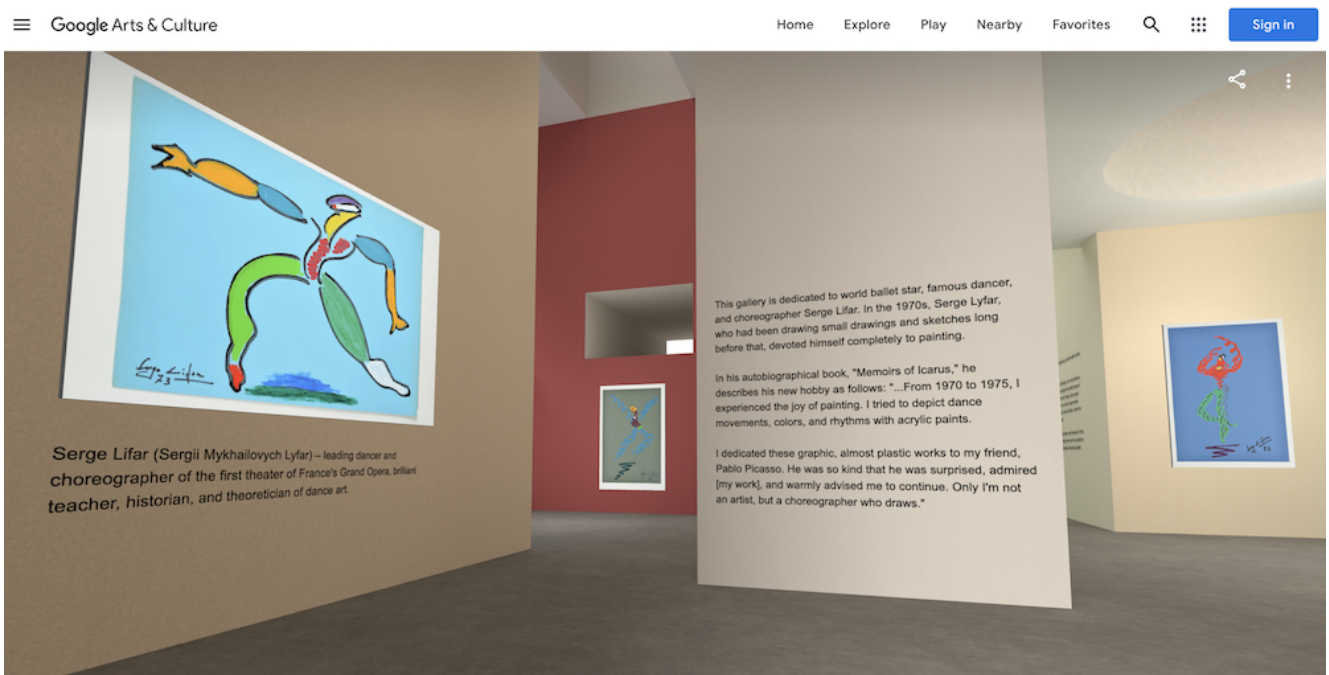 Google Arts & Culture
Home
Explore
Play
Nearby
Favorites
Sign in
Serge Lifar
73
Serge Lifar (Sergii Mykhailovych Lyfar) – leading dancer and
choreographer of the first theater of France's Grand Opera, brilliant
teacher, historian, and theoretician of dance art.
This gallery is dedicated to world ballet star, famous dancer,
and choreographer Serge Lifar. In the 1970s, Serge Lyfar,
who had been drawing small drawings and sketches long
before that, devoted himself completely to painting.
In his autobiographical book, "Memoirs of Icarus," he
describes his new hobby as follows: "...From 1970 to 1975, I
experienced the joy of painting. I tried to depict dance
movements, colors, and rhythms with acrylic paints.
I dedicated these graphic, almost plastic works to my friend,
Pablo Picasso. He was so kind that he was surprised, admired
[my work], and warmly advised me to continue. Only I'm not
an artist, but a choreographer who draws."